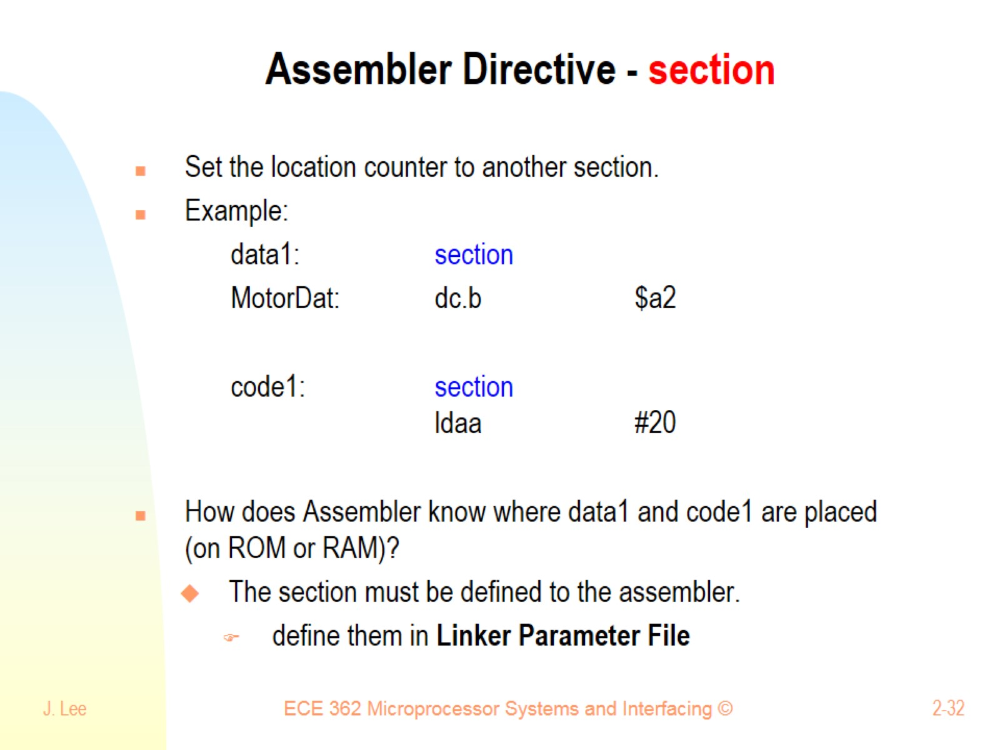 Assembler Directive - section
Set the location counter to another section.
Example:
data1: section
MotorDat: dc.b $a2
code1: section
ldaa #20
How does Assembler know where data1 and code1 are placed
(on ROM or RAM)?
The section must be defined to the assembler.
define them in Linker Parameter File
J. Lee ECE 362 Microprocessor Systems and Interfacing © 2-32